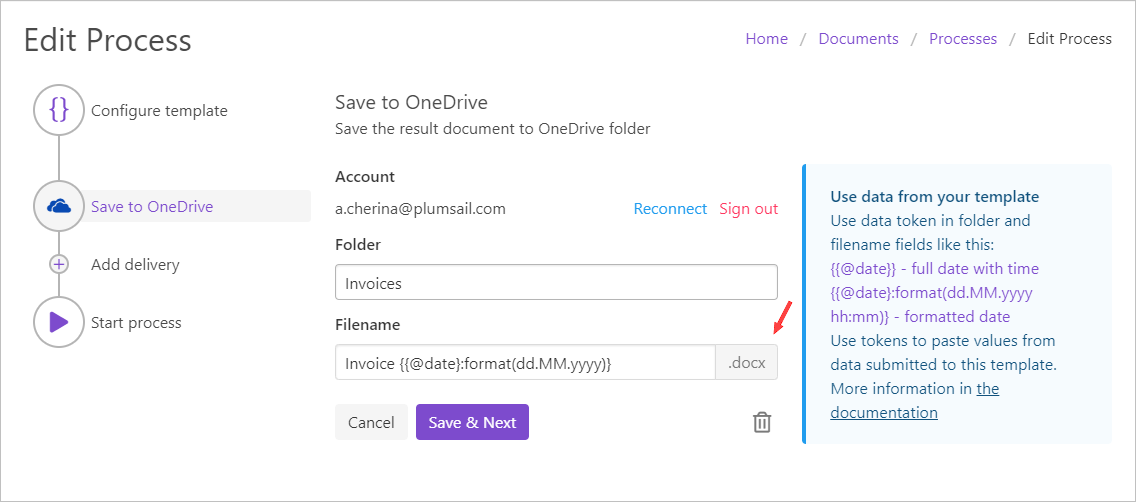 Edit Process
Home / Documents / Processes / Edit Process
{}
Configure template
Save to OneDrive
Add delivery
Start process
Save to OneDrive
Save the result document to OneDrive folder
Account
a.cherina@plumsail.com
Reconnect Sign out
Folder
Invoices
Filename
Invoice {{@date}:format(dd.MM.yyyy)}
.docx
Cancel
Save & Next
Use data from your template
Use data token in folder and
filename fields like this:
{{@date}} - full date with time
{{@date}:format(dd.MM.yyyy
hh:mm)} - formatted date
Use tokens to paste values from
data submitted to this template.
More information in the
documentation